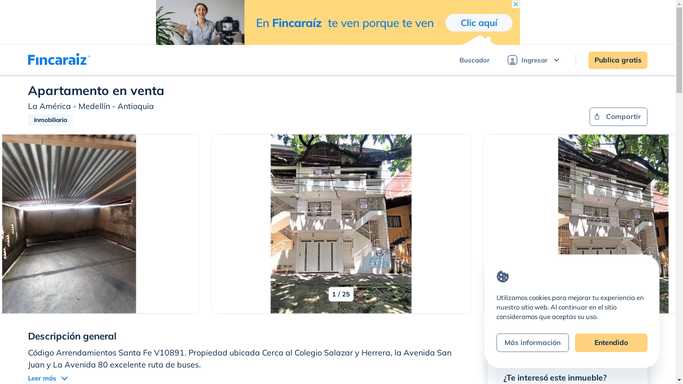 En Fincaraíz te ven porque te ven
Clic aquí
Fincaraíz
Buscador
Ingresar
Publica gratis
Apartamento en venta
La América - Medellín - Antioquia
Inmobiliaria
Compartir
1 / 25
Utilizamos cookies para mejorar tu experiencia en
nuestro sitio web. Al continuar en el sitio
consideramos que aceptas su uso.
Más información
Entendido
Descripción general
Código Arrendamientos Santa Fe V10891. Propiedad ubicada Cerca al Colegio Salazar y Herrera, la Avenida San
Juan y La Avenida 80 excelente ruta de buses.
Leer más
¿Te interesó este inmueble?